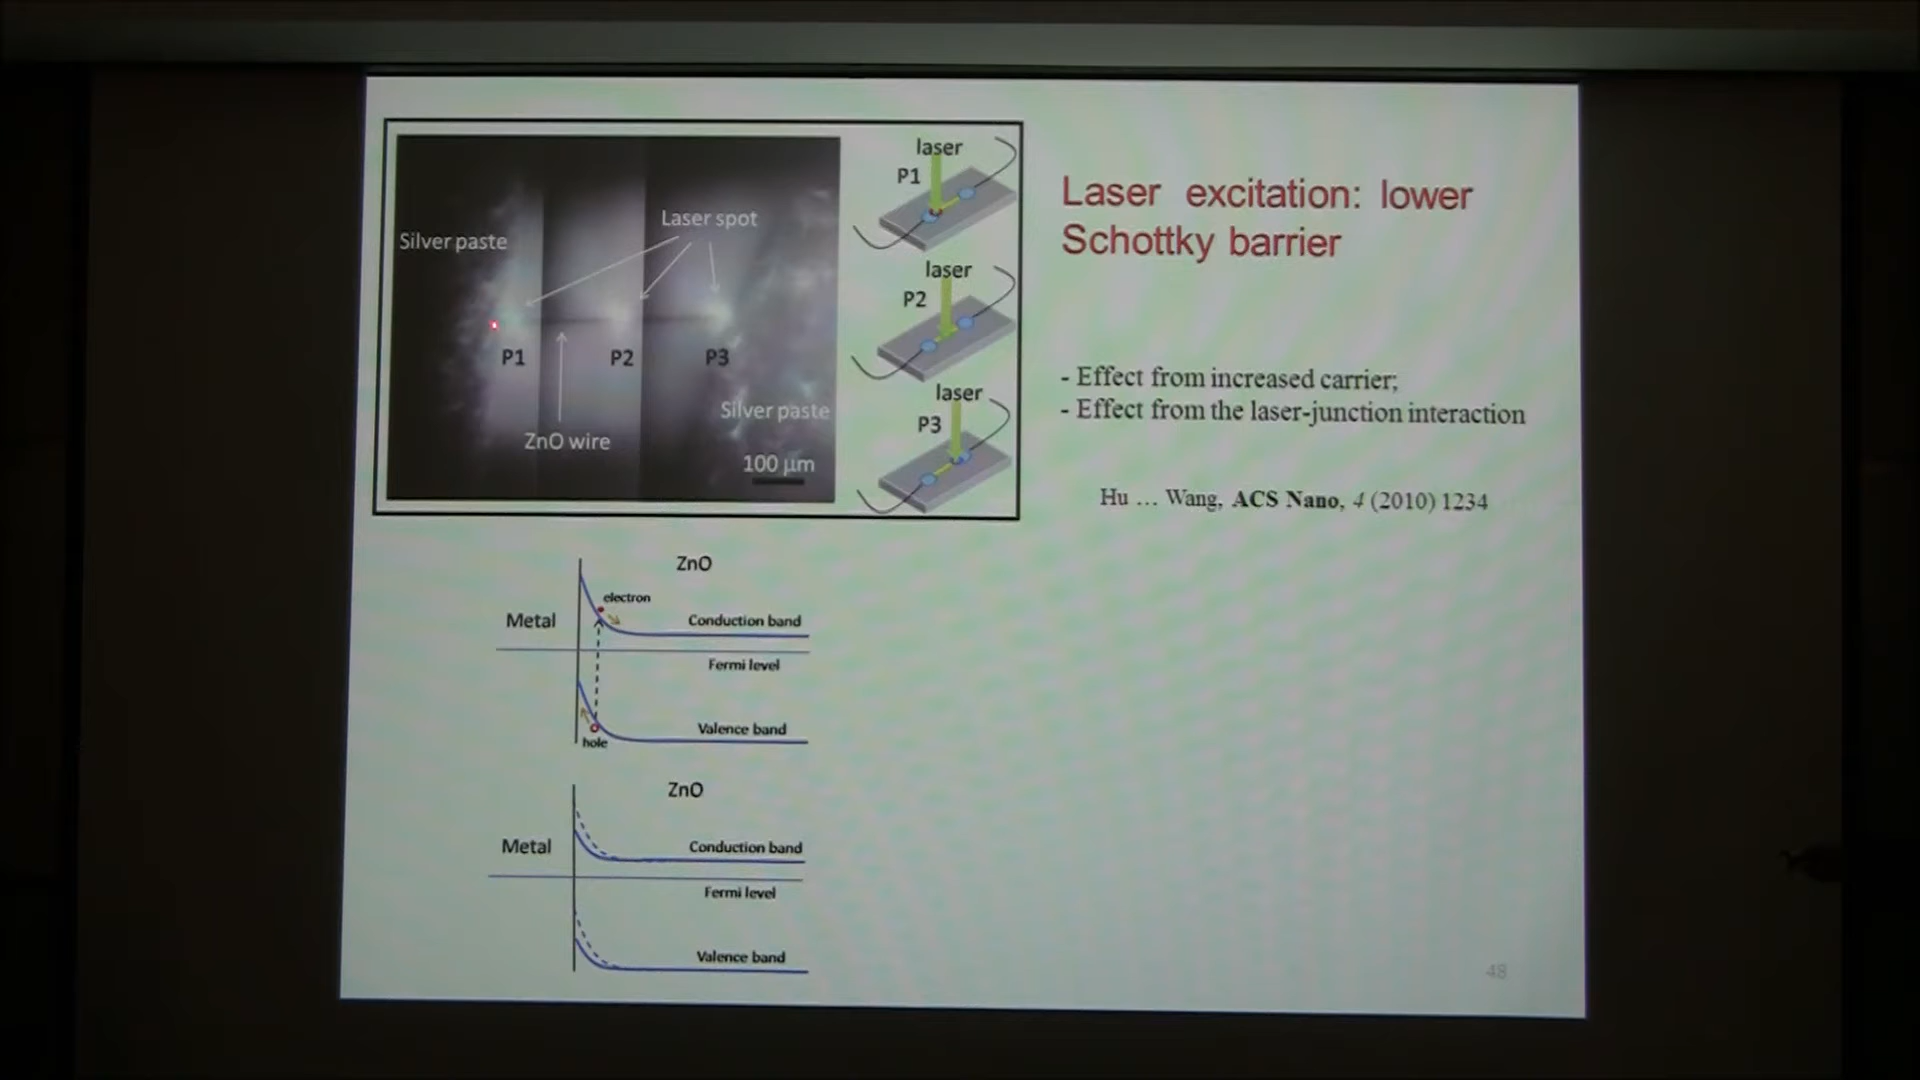 Silver paste
Laser spot
P1
P2
P3
ZnO wire
Silver paste
100 µm
laser
P1
laser
P2
laser
P3
Laser excitation: lower
Schottky barrier
- Effect from increased carrier;
- Effect from the laser-junction interaction
Hu … Wang, ACS Nano, 4 (2010) 1234
ZnO
electron
Metal
Conduction band
Fermi level
Valence band
hole
ZnO
Metal
Conduction band
Fermi level
Valence band
48